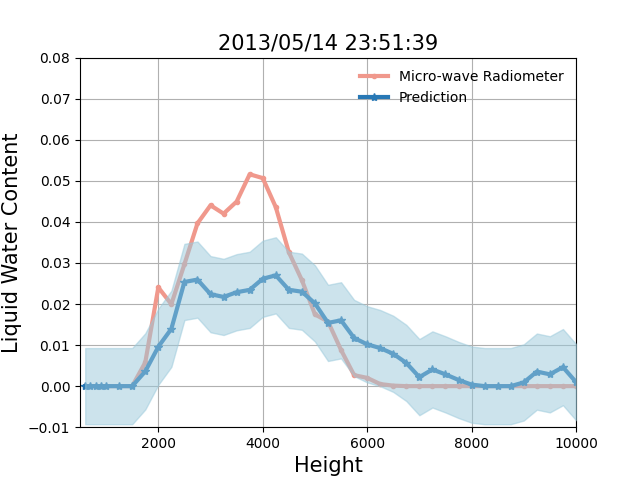 2013/05/14 23:51:39
Micro-wave Radiometer
Prediction
Liquid Water Content
0.08
0.07
0.06
0.05
0.04
0.03
0.02
0.01
0.00
−0.01
2000 4000 6000 8000 10000
Height